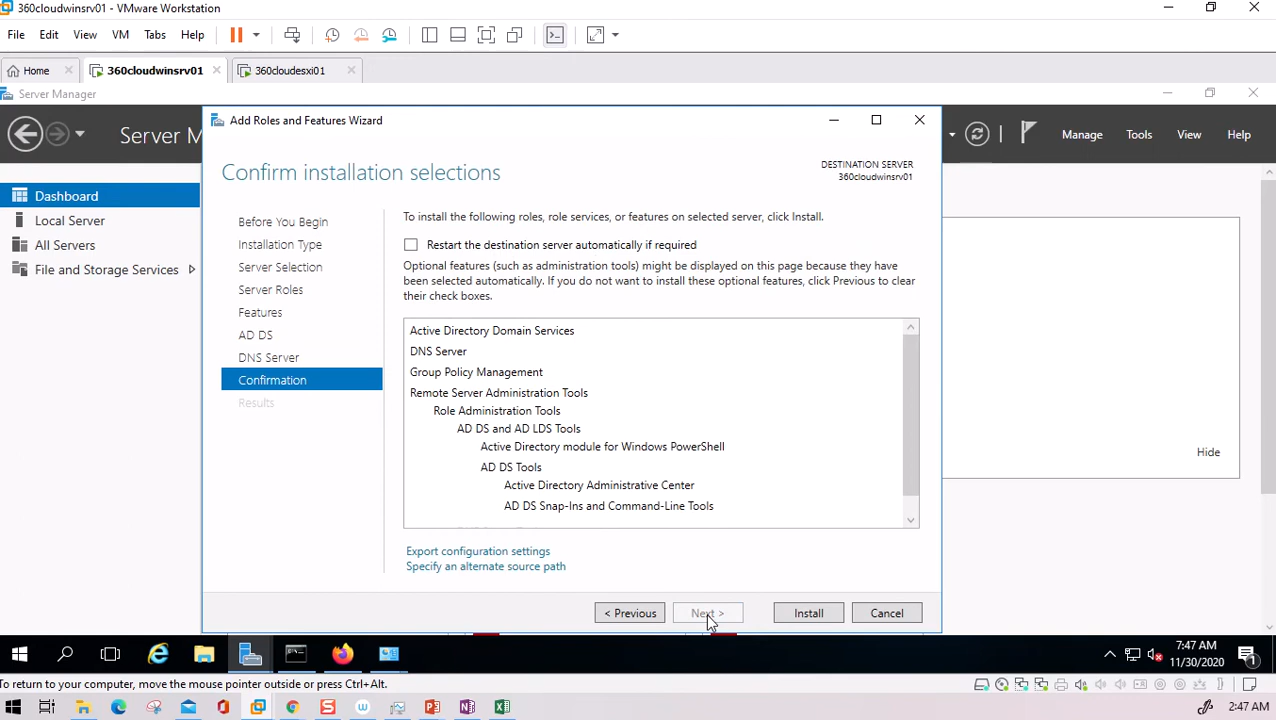 360cloudwinsrv01 - VMware Workstation
File Edit View VM Tabs Help
Home 360cloudwinsrv01 360cloudesxi01
Server Manager
Add Roles and Features Wizard
Server M
Manage Tools View Help
Confirm installation selections
DESTINATION SERVER
360cloudwinsrv01
Dashboard
Local Server
All Servers
File and Storage Services
Before You Begin
Installation Type
Server Selection
Server Roles
Features
AD DS
DNS Server
Confirmation
Results
To install the following roles, role services, or features on selected server, click Install.
Restart the destination server automatically if required
Optional features (such as administration tools) might be displayed on this page because they have
been selected automatically. If you do not want to install these optional features, click Previous to clear
their check boxes.
Active Directory Domain Services
DNS Server
Group Policy Management
Remote Server Administration Tools
Role Administration Tools
AD DS and AD LDS Tools
Active Directory module for Windows PowerShell
AD DS Tools
Active Directory Administrative Center
AD DS Snap-Ins and Command-Line Tools
Hide
Export configuration settings
Specify an alternate source path
< Previous Next > Install Cancel
7:47 AM
11/30/2020
1
To return to your computer, move the mouse pointer outside or press Ctrl+Alt.
2:47 AM